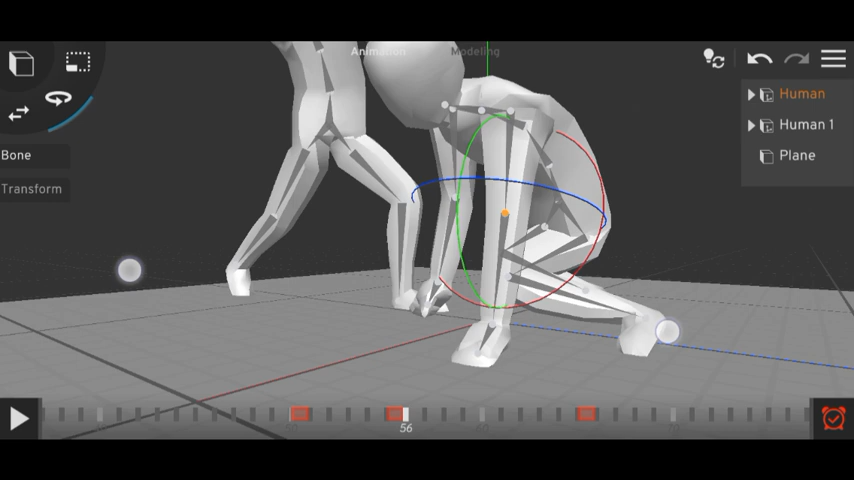 Animation
Modeling
Human
Human 1
Plane
Bone
Transform
56